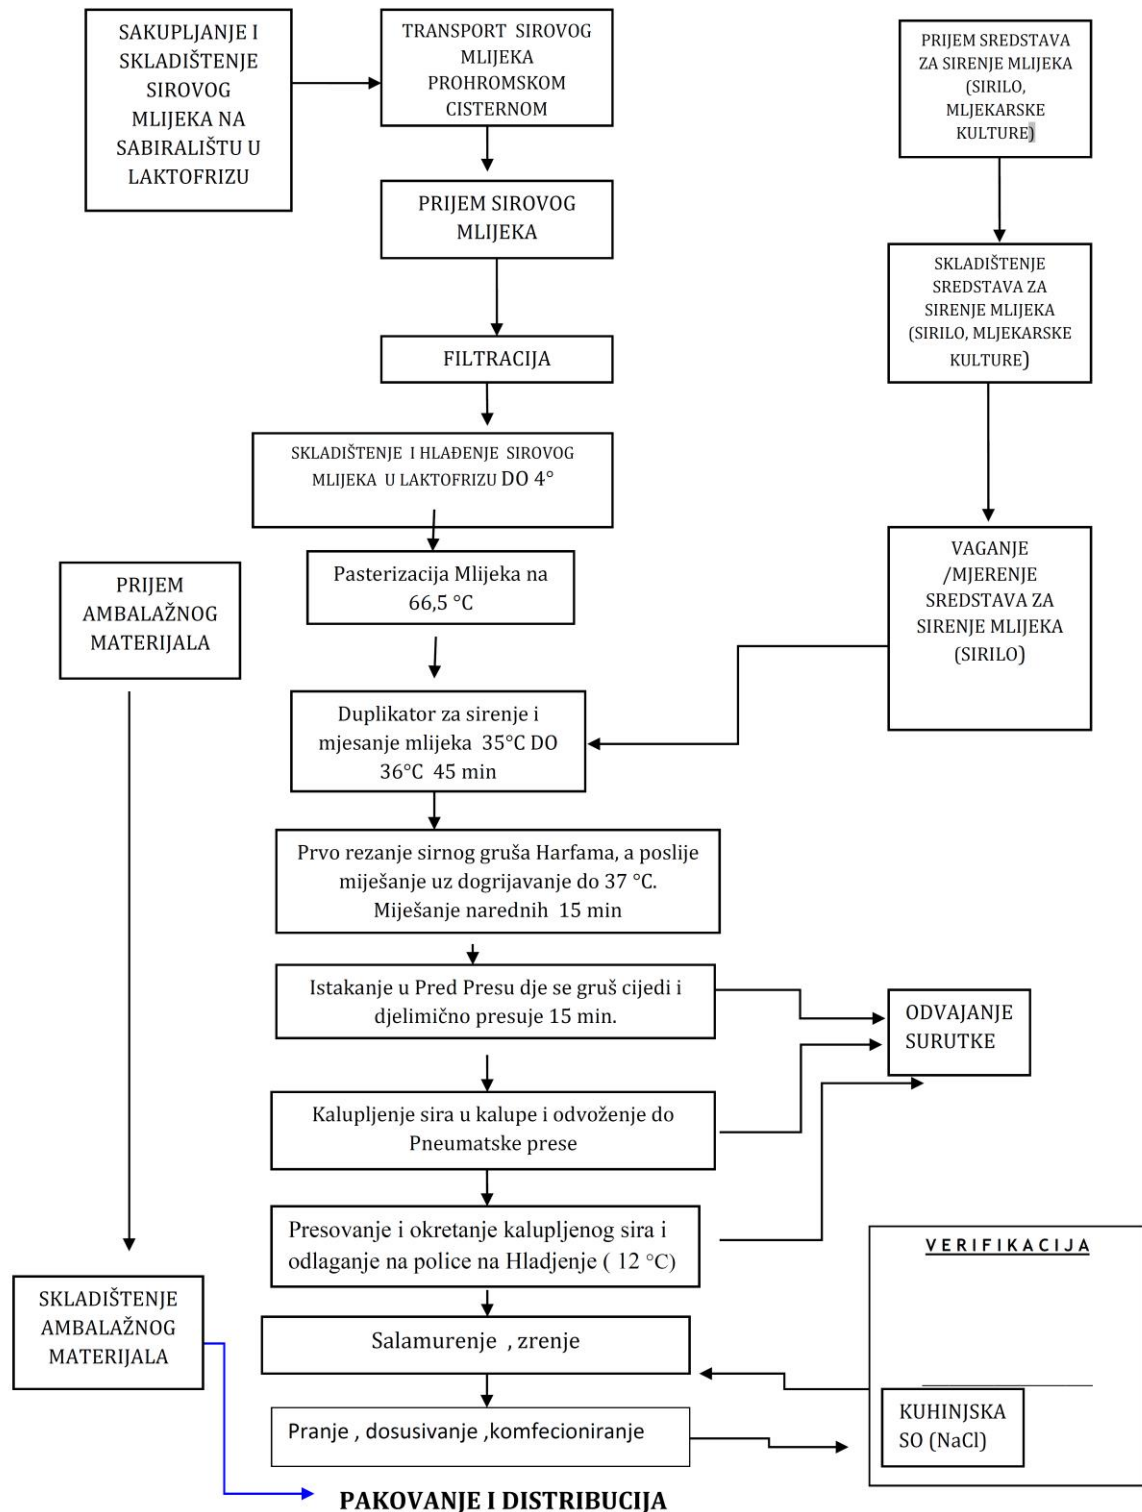 SAKUPLJANJE I
SKLADIŠTENJE
SIROVOG
MLIJEKA NA
SABIRALIŠTU U
LAKTOFRIZU
TRANSPORT SIROVOG
MLIJEKA
PROHROMSKOM
CISTERNOM
PRIJEM SREDSTAVA
ZA SIRENJE MLIJEKA
(SIRILO,
MLJEKARSKE
KULTURE)
PRIJEM SIROVOG
MLIJEKA
SKLADIŠTENJE
SREDSTAVA ZA
SIRENJE MLIJEKA
(SIRILO, MLJEKARSKE
KULTURE)
FILTRACIJA
SKLADIŠTENJE I HLAĐENJE SIROVOG
MLIJEKA U LAKTOFRIZU DO 4°
VAGANJE
/MJERENJE
SREDSTAVA ZA
SIRENJE MLIJEKA
(SIRILO)
Pasterizacija Mlijeka na
66,5 °C
PRIJEM
AMBALAŽNOG
MATERIJALA
Duplikator za sirenje i
mjesanje mlijeka 35°C DO
36°C 45 min
Prvo rezanje sirnog gruša Harfama, a poslije
miješanje uz dogrijavanje do 37 °C.
Miješanje narednih 15 min
Istakanje u Pred Presu dje se gruš cijedi i
djelimično presuje 15 min.
ODVAJANJE
SURUTKE
Kalupljenje sira u kalupe i odvoženje do
Pneumatske prese
Presovanje i okretanje kalupljenog sira i
odlaganje na police na Hladjenje ( 12 °C)
VERIFIKACIJA
SKLADIŠTENJE
AMBALAŽNOG
MATERIJALA
Salamurenje , zrenje
KUHINJSKA
SO (NaCl)
Pranje , dosusivanje ,komfecioniranje
PAKOVANJE I DISTRIBUCIJA